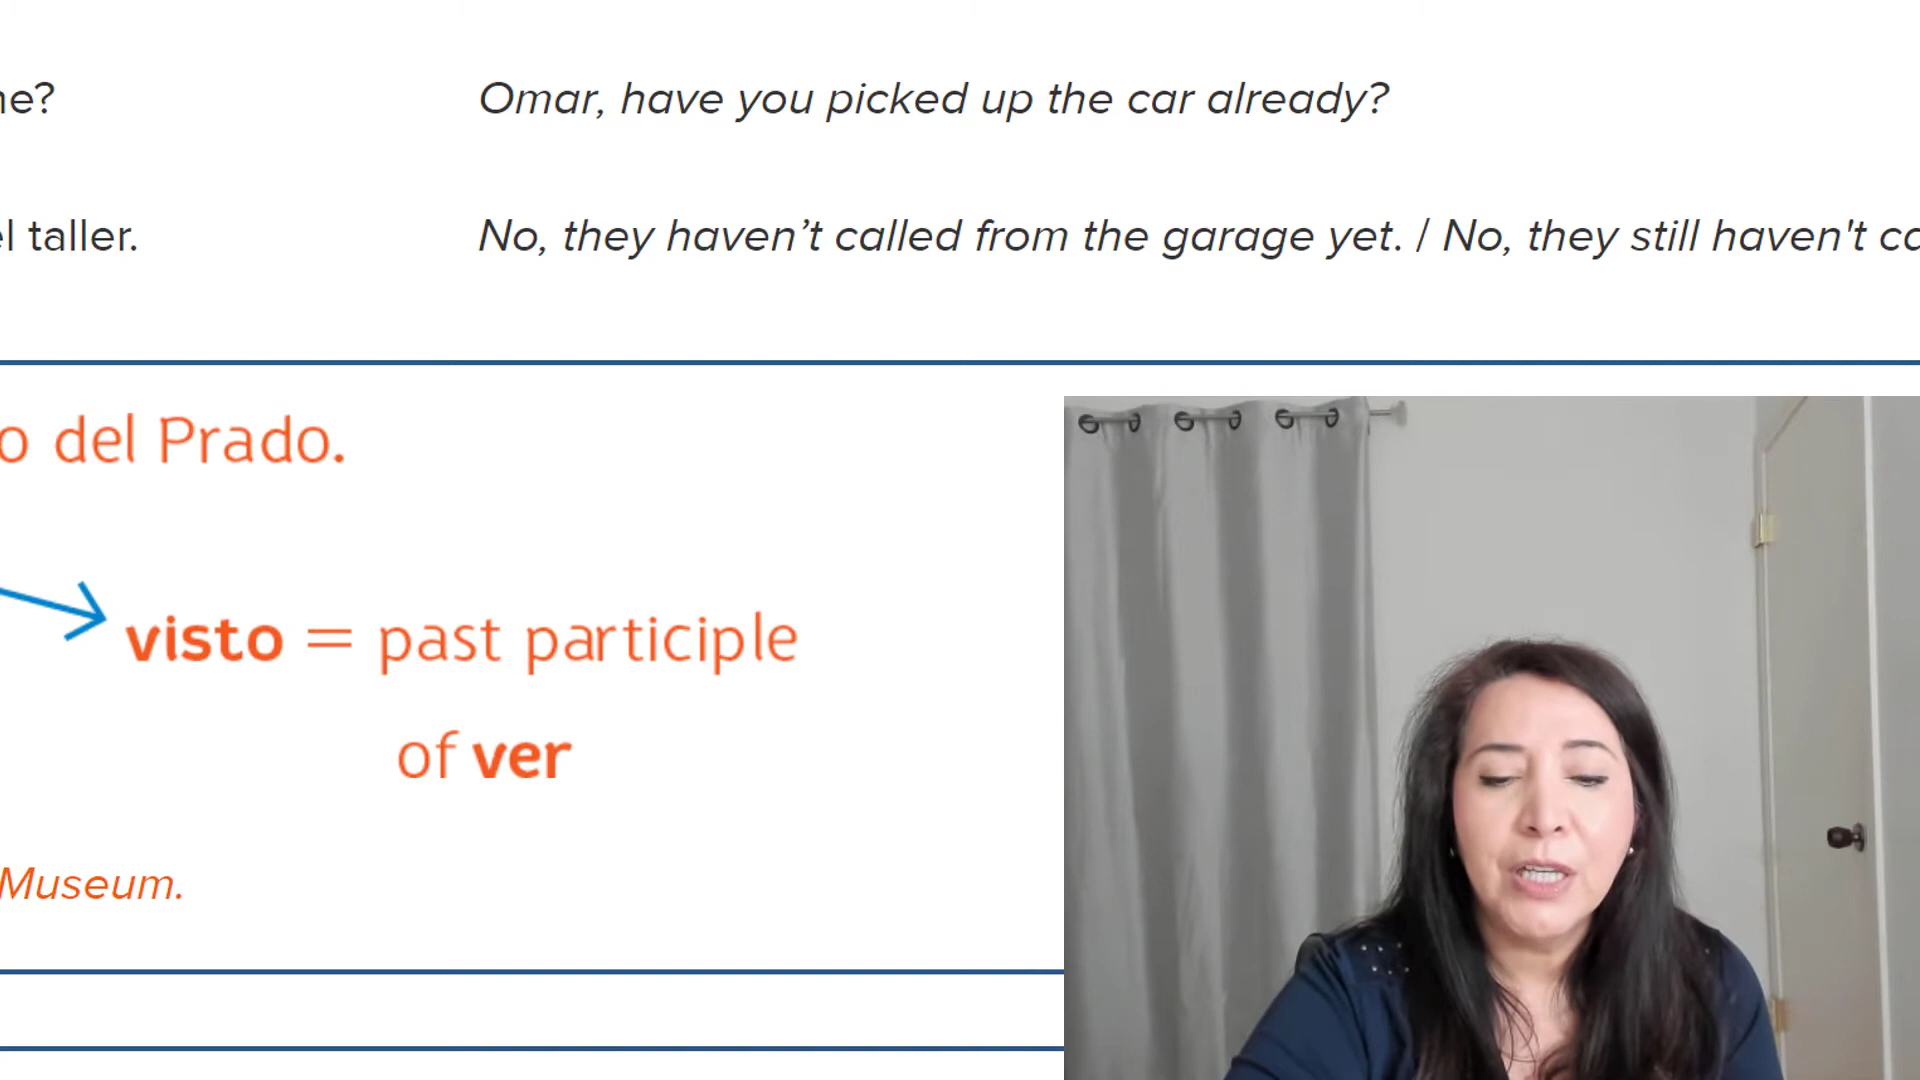 ne? Omar, have you picked up the car already?
el taller. No, they haven’t called from the garage yet. / No, they still haven't ca
o del Prado.
visto = past participle
of ver
Museum.